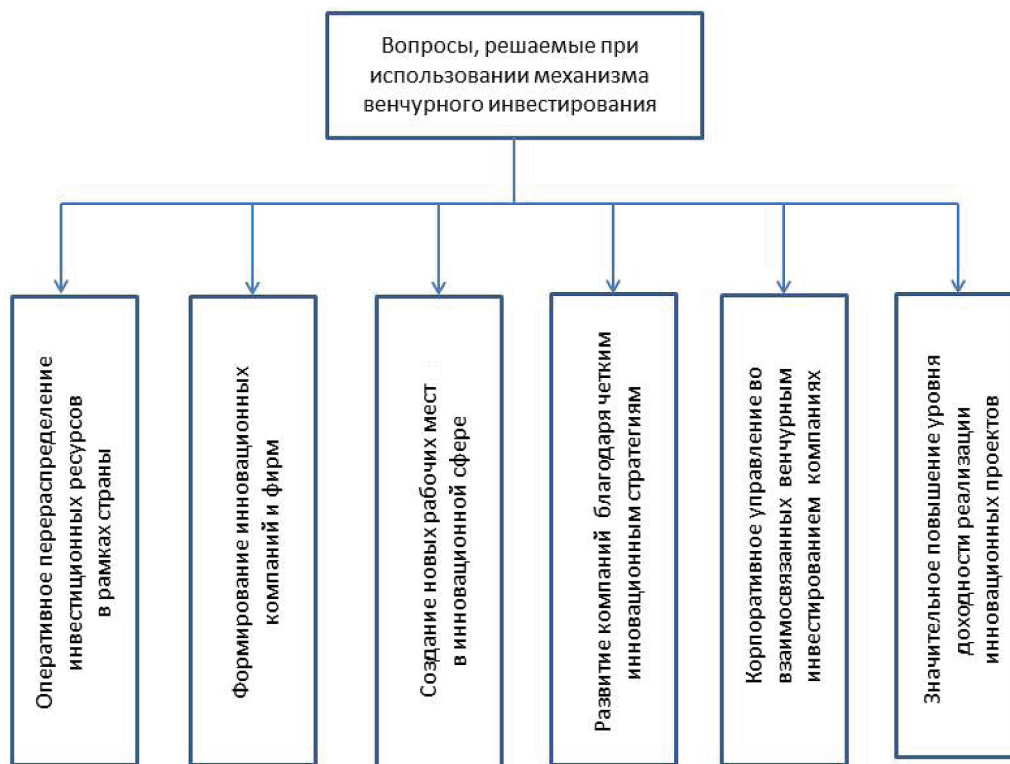 Вопросы, решаемые при
использовании механизма
венчурного инвестирования
Оперативное перераспределение
инвестиционных ресурсов
в рамках страны
Формирование инновационных
компаний и фирм
Создание новых рабочих мест
в инновационной сфере
Развитие компаний благодаря четким
инновационным стратегиям
Корпоративное управление во
взаимосвязанных венчурным
инвестированием компаниях
Значительное повышение уровня
доходности реализации
инновационных проектов